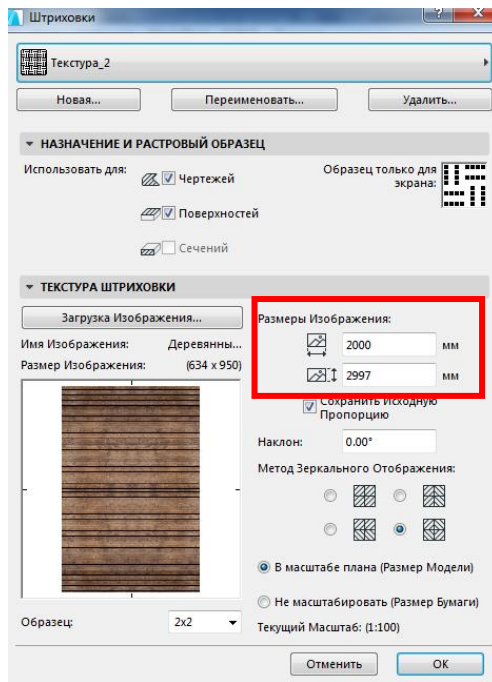 Штриховки
Текстура_2
Новая... Переименовать... Удалить...
НАЗНАЧЕНИЕ И РАСТРОВЫЙ ОБРАЗЕЦ
Использовать для: Чертежей Образец только для
экрана:
Поверхностей
Сечений
ТЕКСТУРА ШТРИХОВКИ
Загрузка Изображения...
Имя Изображения: Деревянны...
Размер Изображения: (634 x 950)
Размеры Изображения:
2000 мм
2997 мм
Сохранить Исходную
Пропорцию
Наклон: 0.00°
Метод Зеркального Отображения:
В масштабе плана (Размер Модели)
Не масштабировать (Размер Бумаги)
Образец: 2x2
Текущий Масштаб: (1:100)
Отменить OK